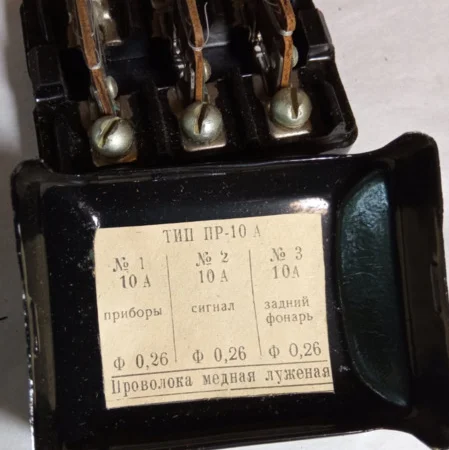 ТИП ПР-10 А
№ 1 № 2 № 3
10 А 10 А 10А
приборы сигнал задний фонарь
Ф 0,26 Ф 0,26 Ф 0,26
Проволока медная луженая